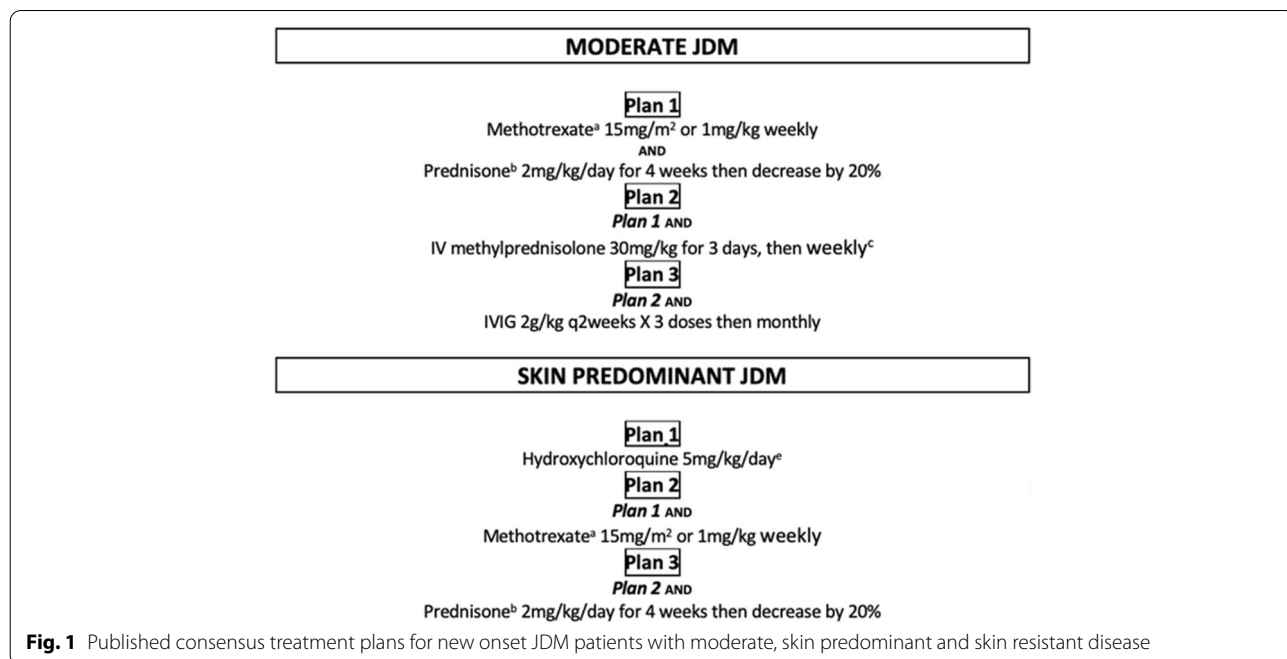 MODERATE JDM
Plan 1
Methotrexateᵃ 15mg/m² or 1mg/kg weekly
AND
Prednisoneᵇ 2mg/kg/day for 4 weeks then decrease by 20%
Plan 2
Plan 1 AND
IV methylprednisolone 30mg/kg for 3 days, then weeklyᶜ
Plan 3
Plan 2 AND
IVIG 2g/kg q2weeks X 3 doses then monthly
SKIN PREDOMINANT JDM
Plan 1
Hydroxychloroquine 5mg/kg/dayᵉ
Plan 2
Plan 1 AND
Methotrexateᵃ 15mg/m² or 1mg/kg weekly
Plan 3
Plan 2 AND
Prednisoneᵇ 2mg/kg/day for 4 weeks then decrease by 20%
Fig. 1 Published consensus treatment plans for new onset JDM patients with moderate, skin predominant and skin resistant disease